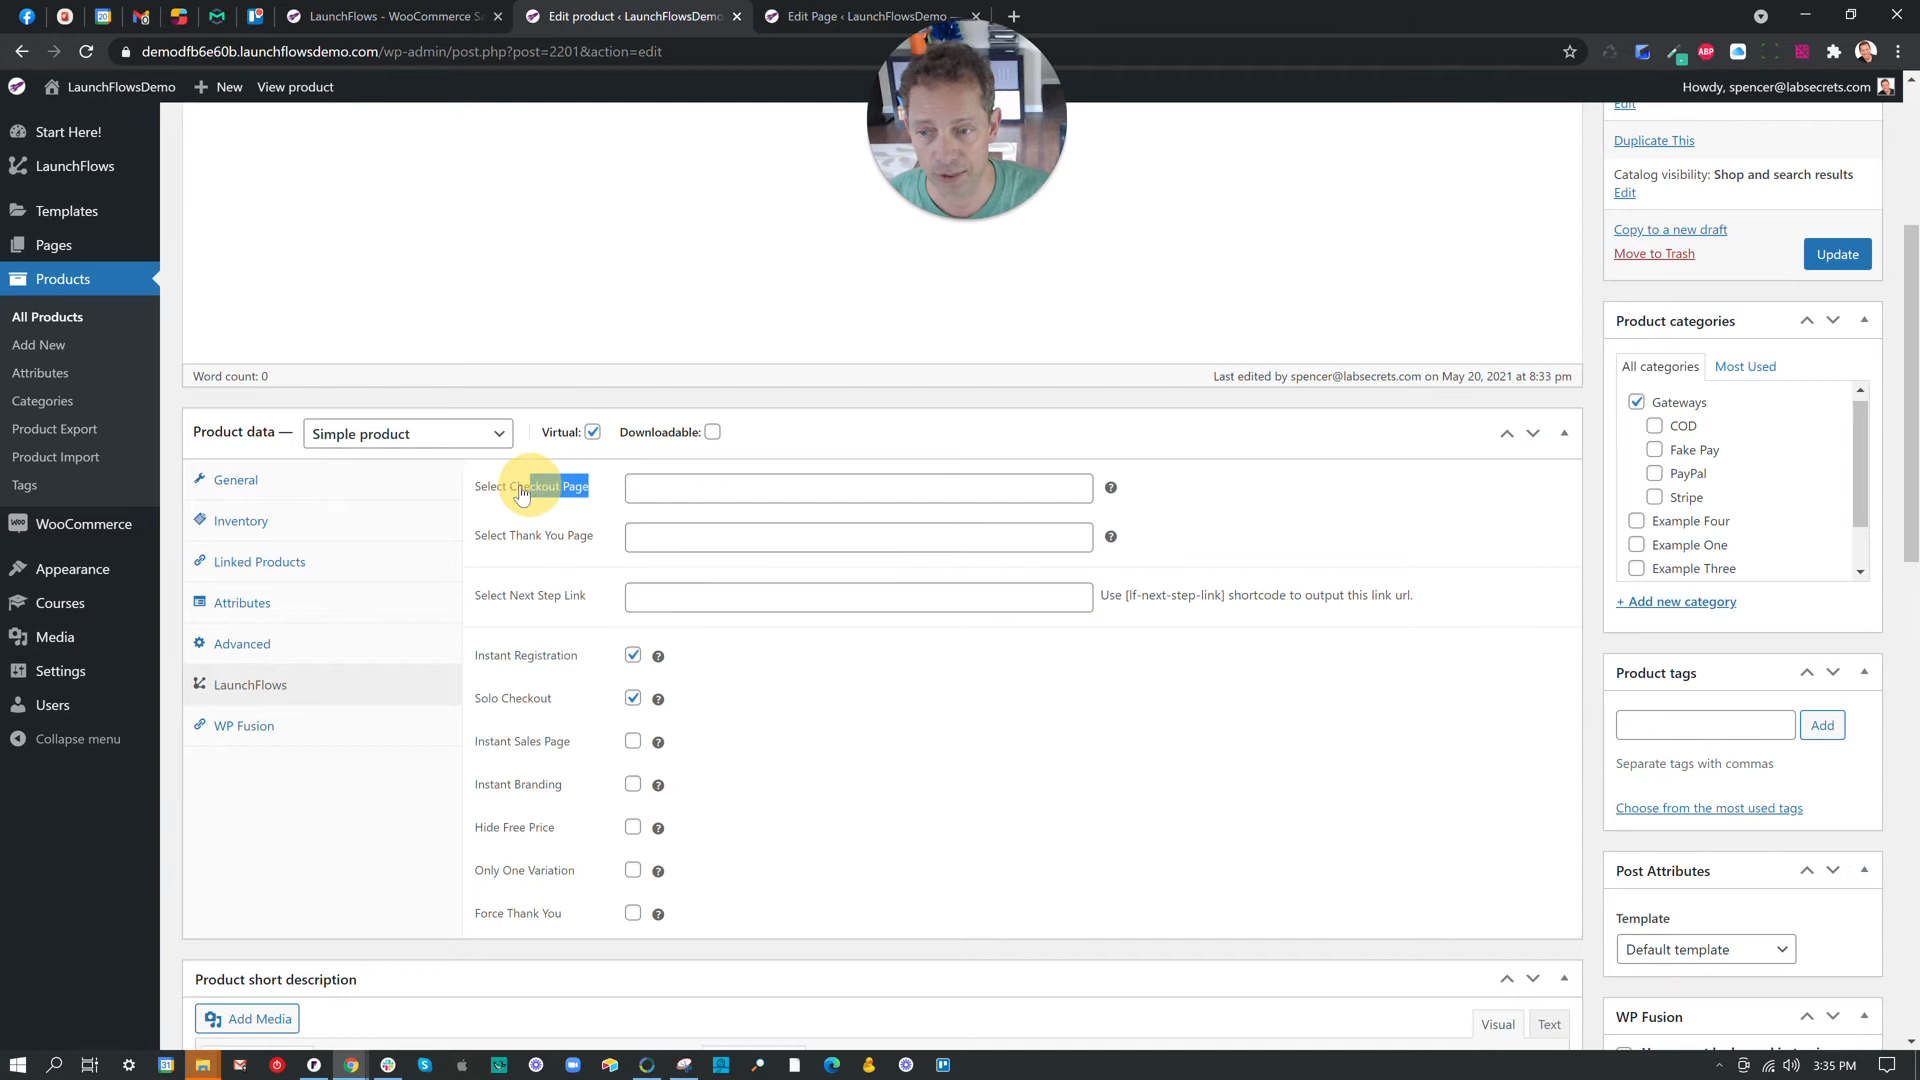 LaunchFlows - WooCommerce Sa
Edit product ‹ LaunchFlowsDemo
Edit Page ‹ LaunchFlowsDemo —
demodfb6e60b.launchflowsdemo.com/wp-admin/post.php?post=2201&action=edit
LaunchFlowsDemo
New
View product
Howdy, spencer@labsecrets.com
Start Here!
LaunchFlows
Templates
Pages
Products
All Products
Add New
Attributes
Categories
Product Export
Product Import
Tags
WooCommerce
Appearance
Courses
Media
Settings
Users
Collapse menu
Word count: 0
Last edited by spencer@labsecrets.com on May 20, 2021 at 8:33 pm
Product data —
Simple product
Virtual:
Downloadable:
General
Inventory
Linked Products
Attributes
Advanced
LaunchFlows
WP Fusion
Select Checkout Page
Select Thank You Page
Select Next Step Link
Use [lf-next-step-link] shortcode to output this link url.
Instant Registration
Solo Checkout
Instant Sales Page
Instant Branding
Hide Free Price
Only One Variation
Force Thank You
Product short description
Add Media
Visual
Text
Edit
Duplicate This
Catalog visibility: Shop and search results
Edit
Copy to a new draft
Move to Trash
Update
Product categories
All categories
Most Used
Gateways
COD
Fake Pay
PayPal
Stripe
Example Four
Example One
Example Three
+ Add new category
Product tags
Add
Separate tags with commas
Choose from the most used tags
Post Attributes
Template
Default template
WP Fusion
3:35 PM